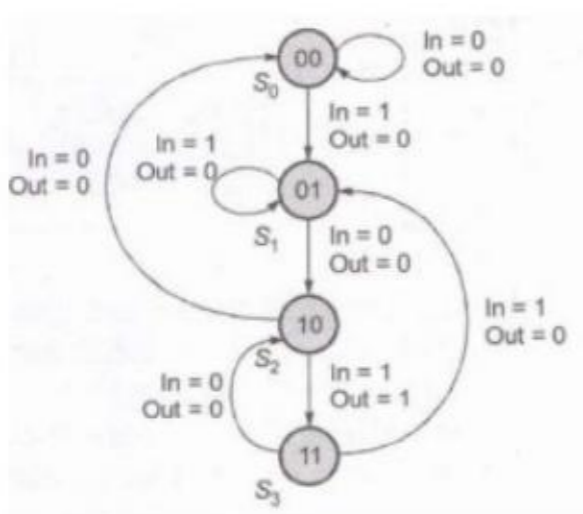 00
S0
In = 0
Out = 0
In = 1
Out = 0
In = 0
Out = 0
In = 1
Out = 0
01
S1
In = 0
Out = 0
In = 1
Out = 0
10
S2
In = 1
Out = 1
In = 0
Out = 0
11
S3